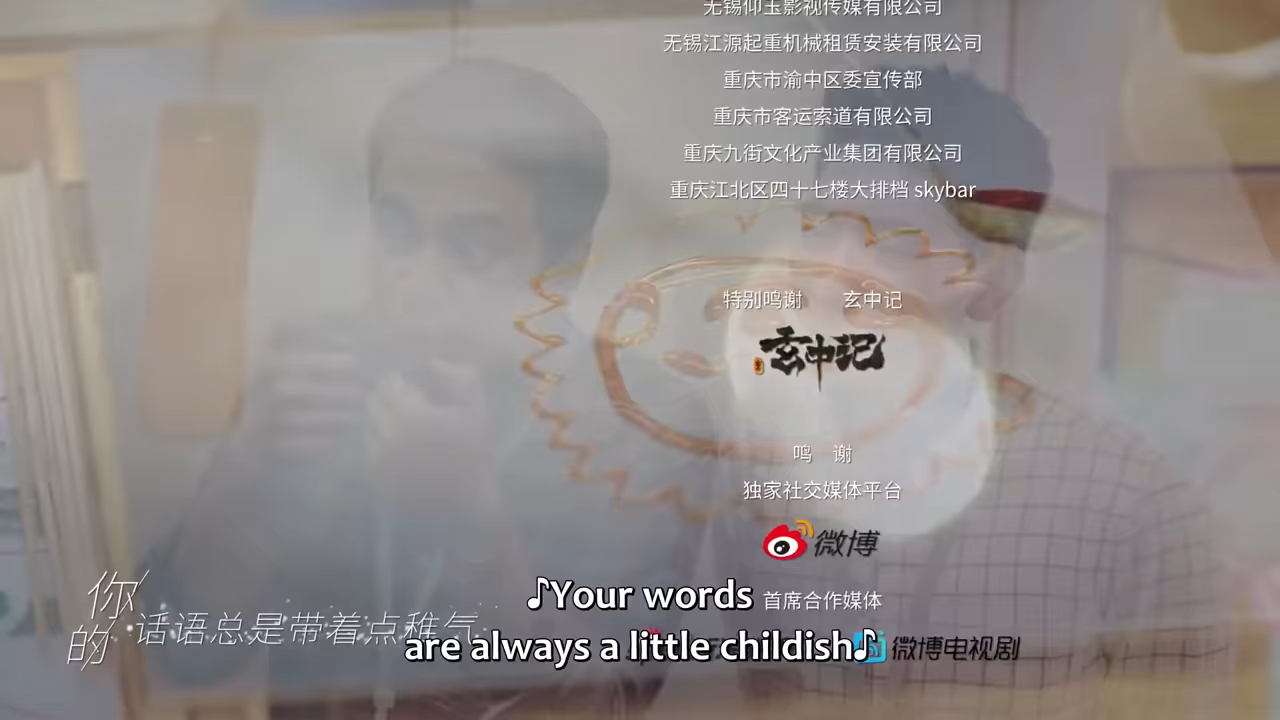 无锡仰玉影视传媒有限公司
无锡江源起重机械租赁安装有限公司
重庆市渝中区委宣传部
重庆市客运索道有限公司
重庆九街文化产业集团有限公司
重庆江北区四十七楼大排档 skybar
特别鸣谢 玄中记
玄中记
鸣 谢
独家社交媒体平台
微博
首席合作媒体
微博电视剧
你的话语总是带着点稚气
♪Your words
are always a little childish♪